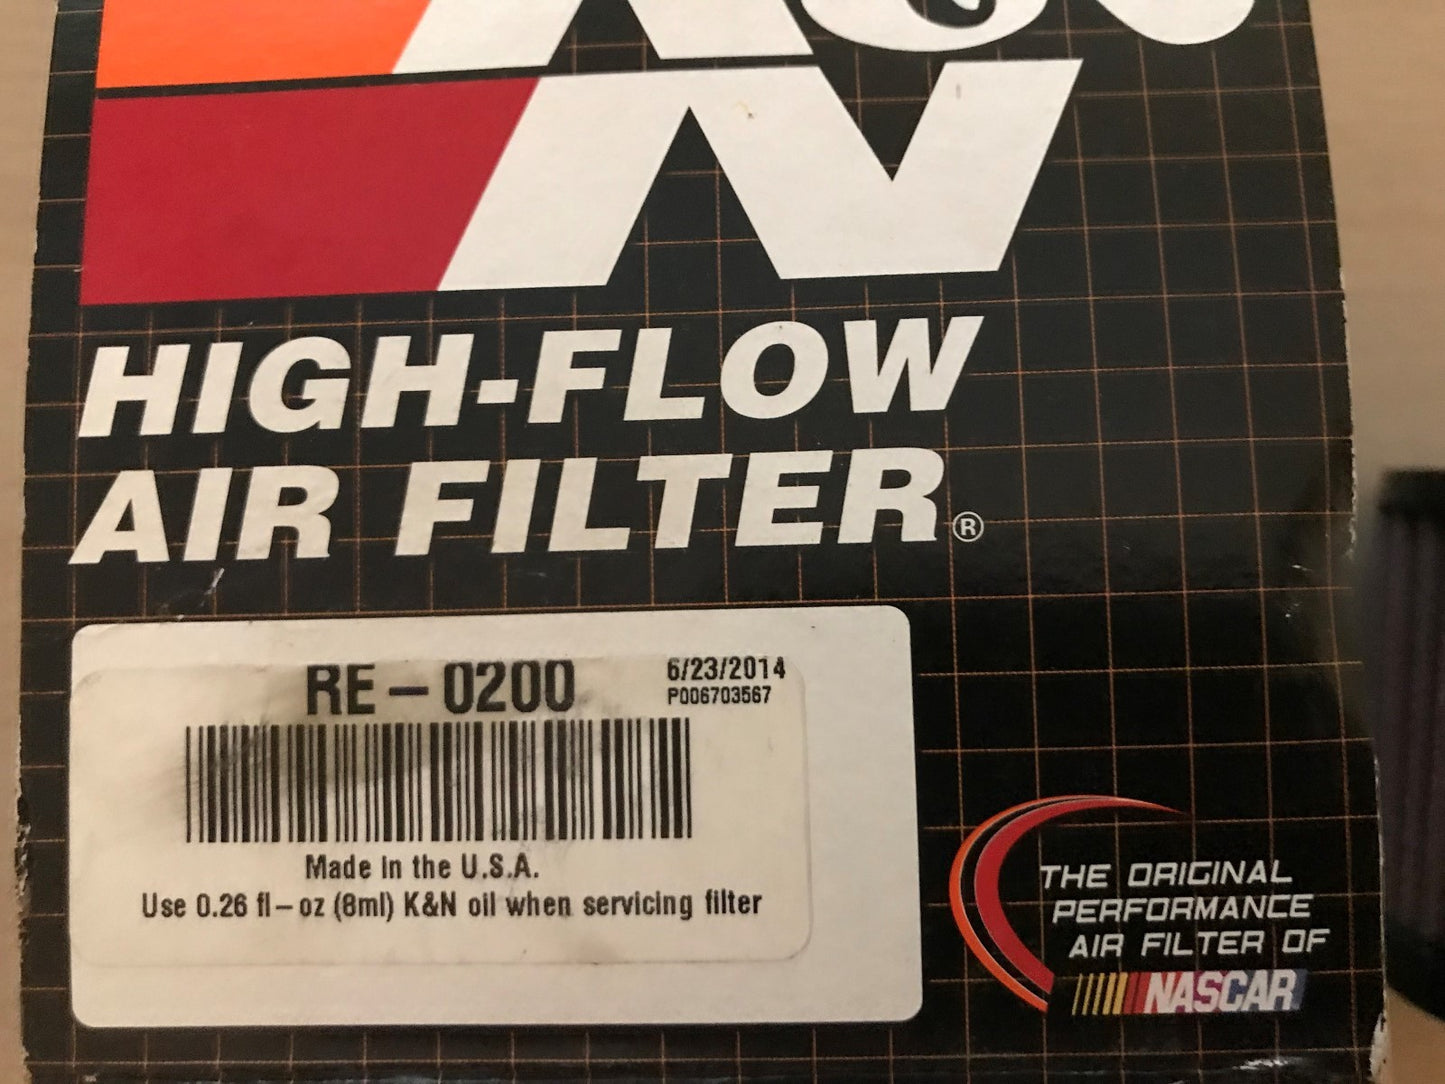 K&N
HIGH-FLOW
AIR FILTER®
RE-0200
6/23/2014
P006703567
Made in the U.S.A.
Use 0.26 fl-oz (8ml) K&N oil when servicing filter
THE ORIGINAL
PERFORMANCE
AIR FILTER OF
NASCAR